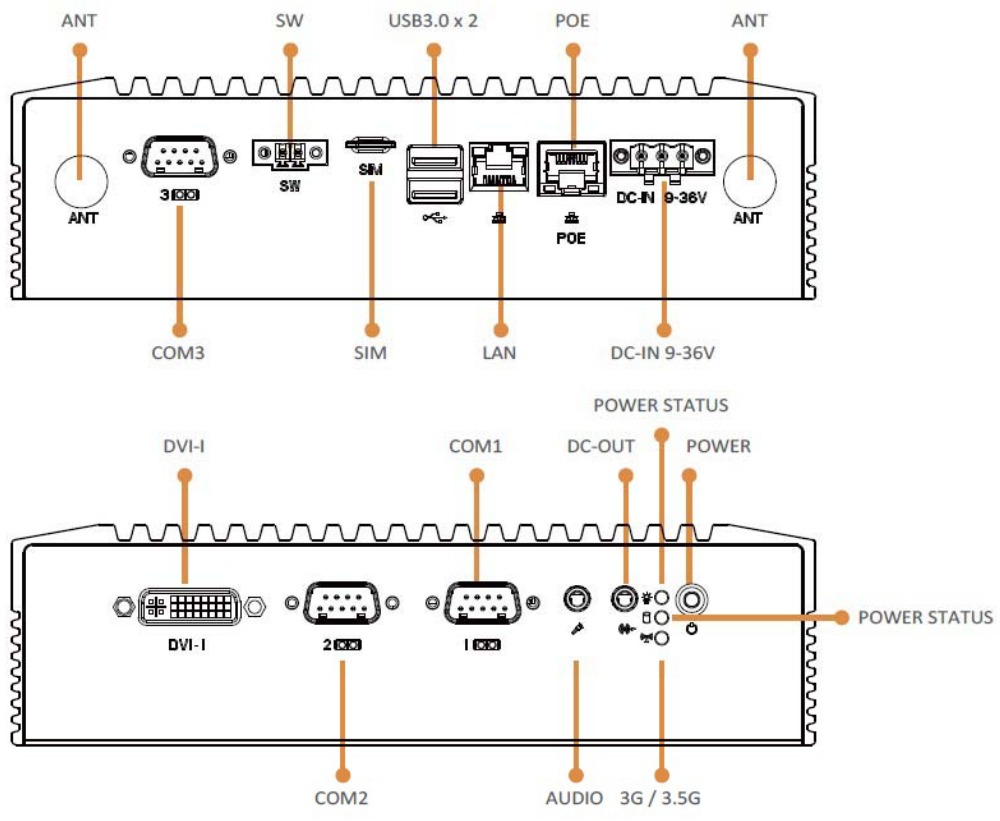 ANT SW USB3.0 x 2 POE ANT
SIM
SW
3
DC-IN 9-36V
ANT
ANT
POE
COM3 SIM LAN DC-IN 9-36V
POWER STATUS
DVI-I COM1 DC-OUT POWER
POWER STATUS
DVI-I 2 1
COM2 AUDIO 3G / 3.5G